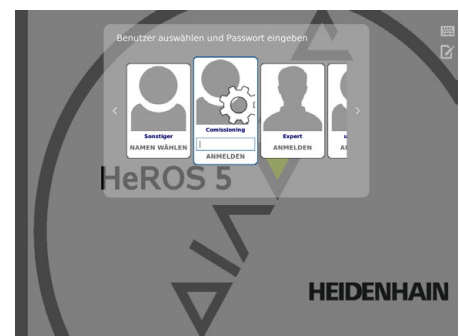 Benutzer auswählen und Passwort eingeben
Sonstiger
NAMEN WÄHLEN
Comissioning
ANMELDEN
Expert
ANMELDEN
HeROS 5
HEIDENHAIN